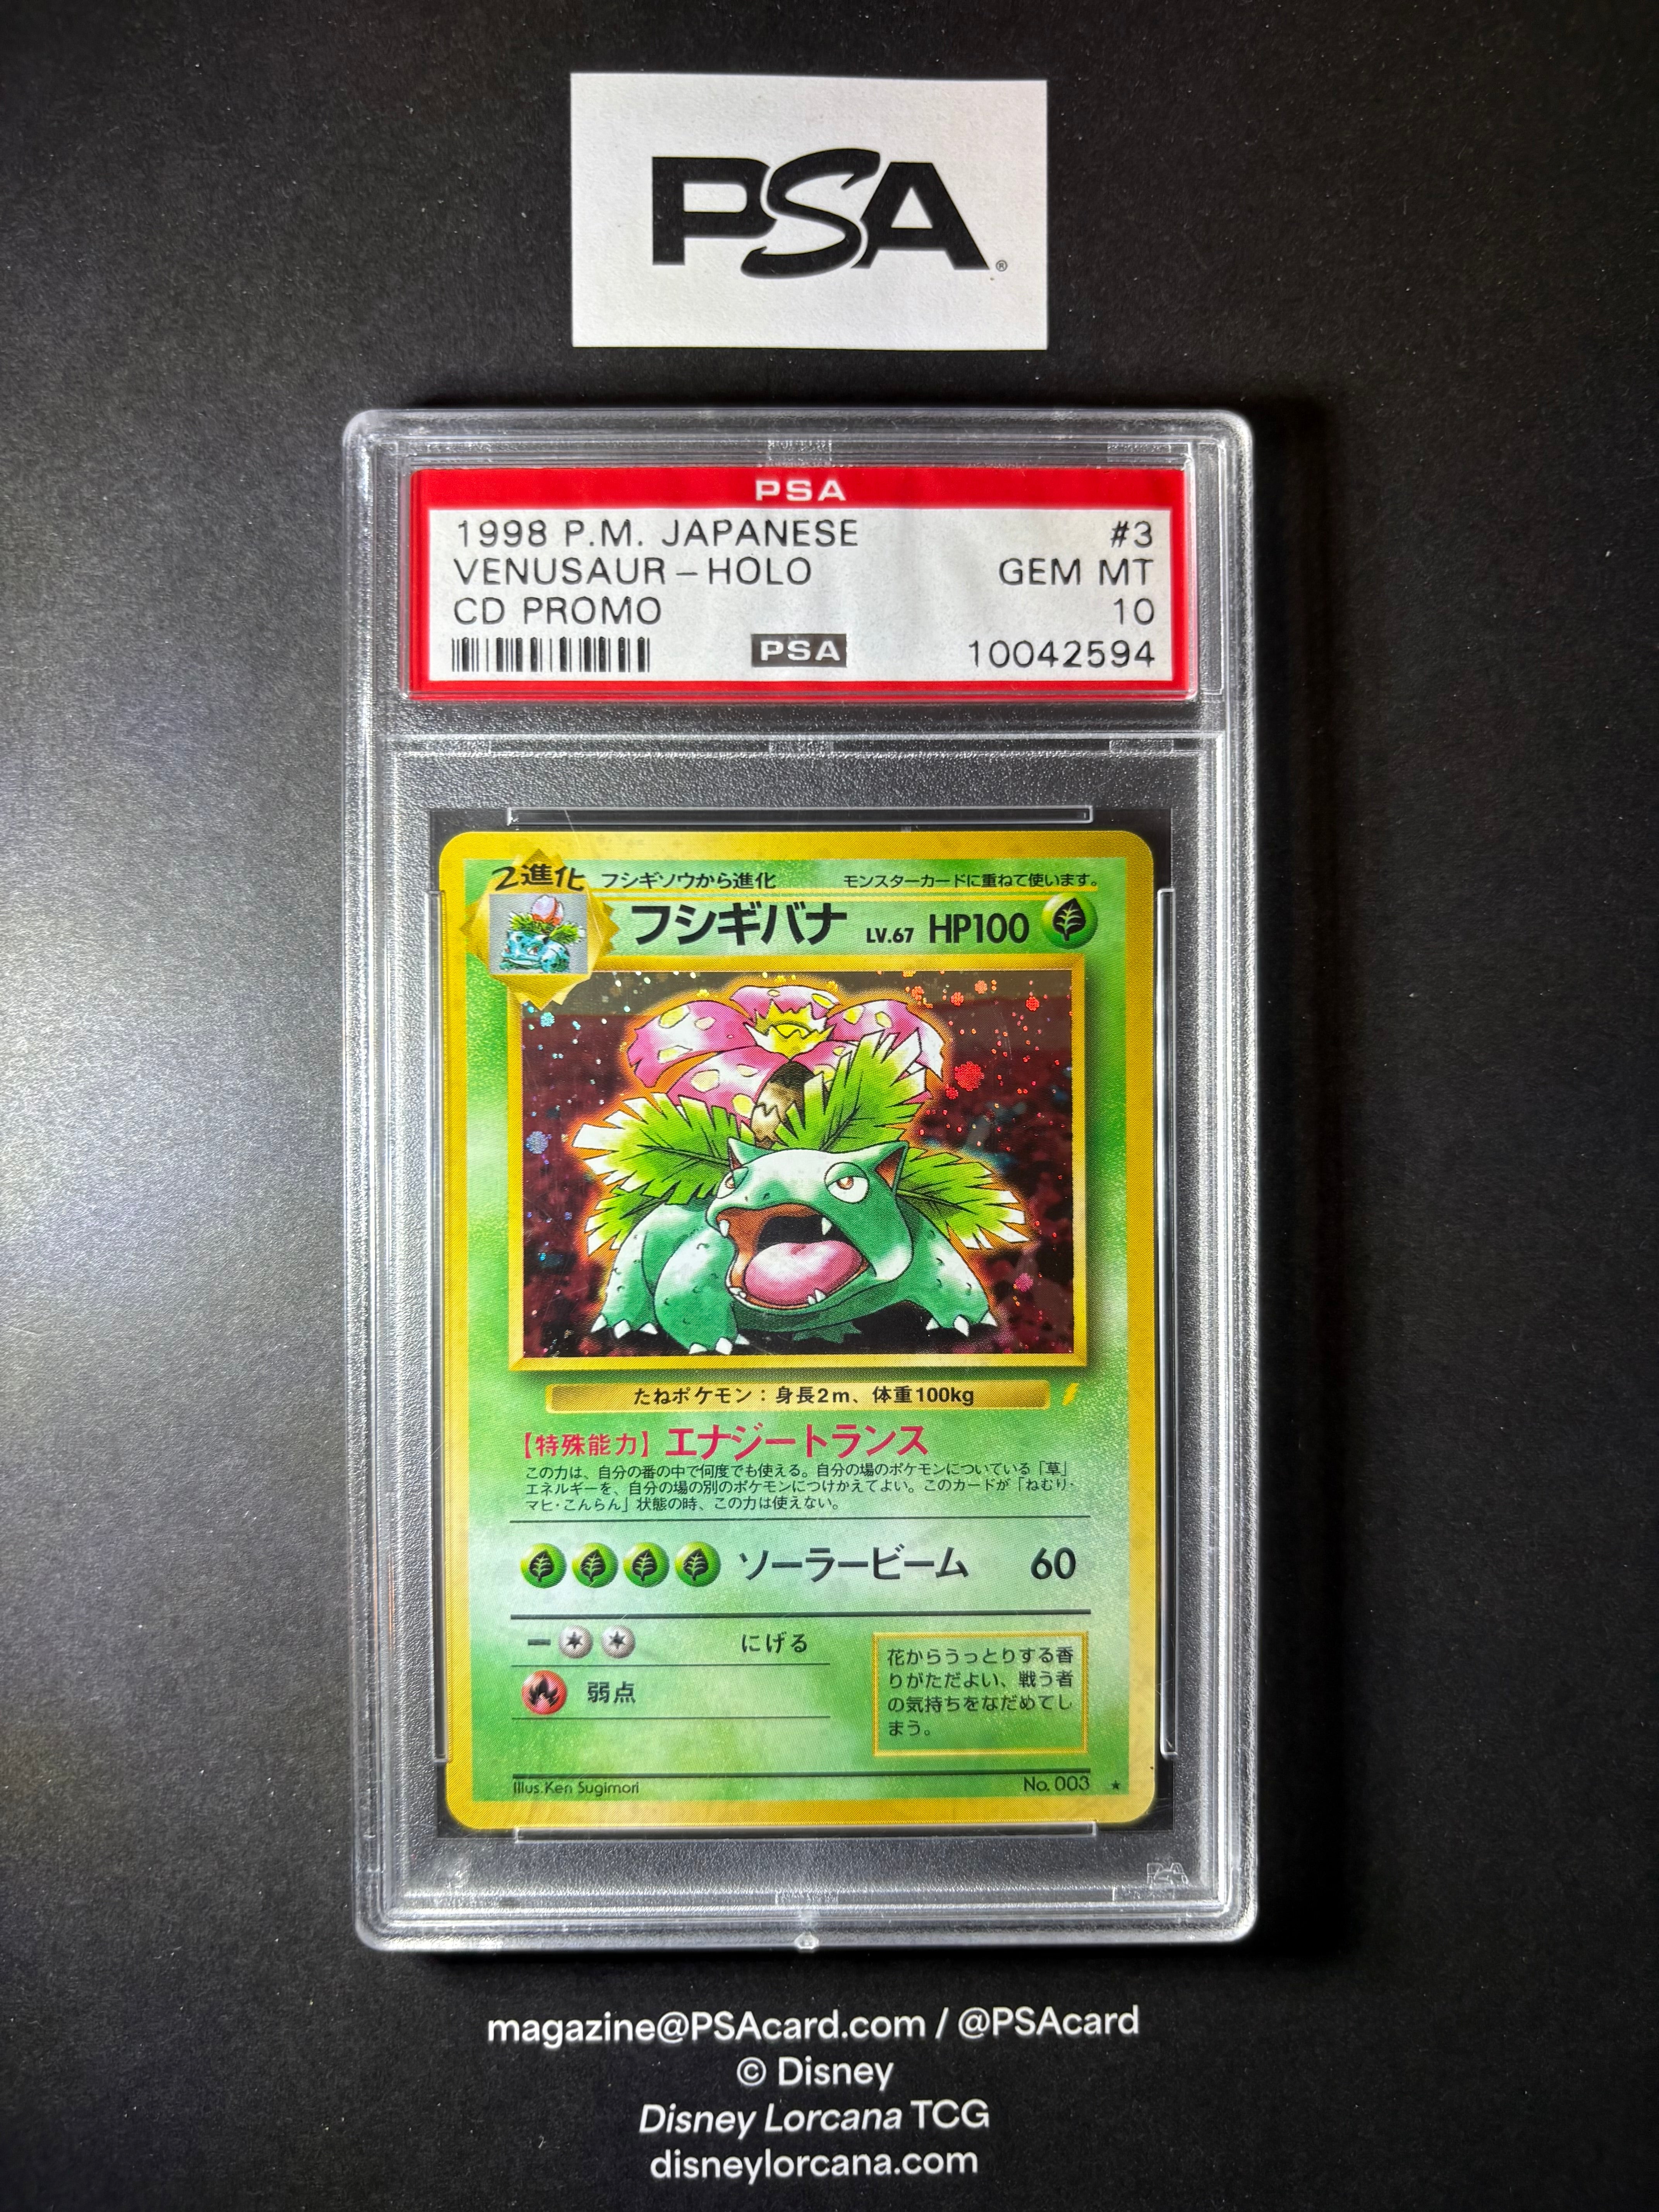 PSA®
PSA
1998 P.M. JAPANESE #3
VENUSAUR – HOLO GEM MT
CD PROMO 10
PSA 10042594
2進化 フシギソウから進化 モンスターカードに重ねて使います。
フシギバナ LV.67 HP100
たねポケモン：身長2m、体重100kg
【特殊能力】エナジートランス
この力は、自分の番の中で何度でも使える。自分の場のポケモンについている「草」
エネルギーを、自分の場の別のポケモンにつけかえてよい。このカードが「ねむり・
マヒ・こんらん」状態の時、この力は使えない。
ソーラービーム 60
ー にげる
弱点
花からうっとりする香
りがただよい、戦う者
の気持ちをなだめてし
まう。
Illus.Ken Sugimori No. 003 ★
PSA
magazine@PSAcard.com / @PSAcard
© Disney
Disney Lorcana TCG
disneylorcana.com